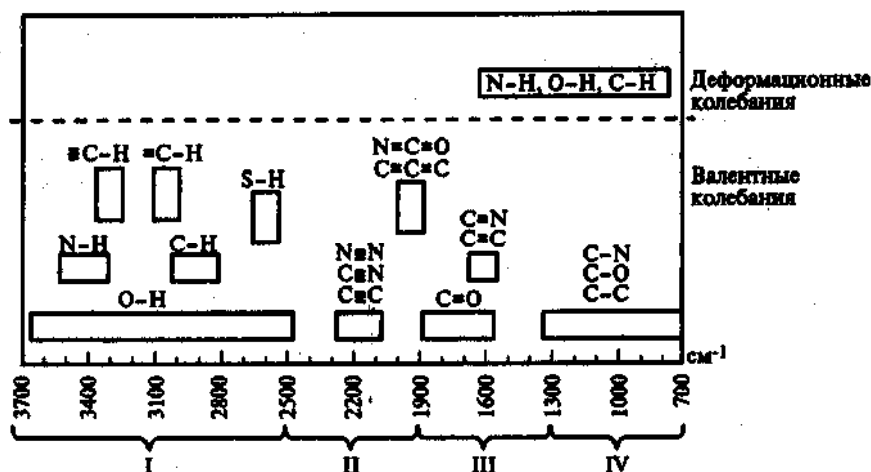 N-H, O-H, C-H
Деформационные
колебания
Валентные
колебания
≡C-H
=C-H
S-H
N=C=O
C=C=C
N-H
C-H
N≡N
C≡N
C≡C
C=N
C=C
C-N
C-O
C-C
O-H
C=O
см⁻¹
3700 3400 3100 2800 2500 2200 1900 1600 1300 1000 700
I II III IV